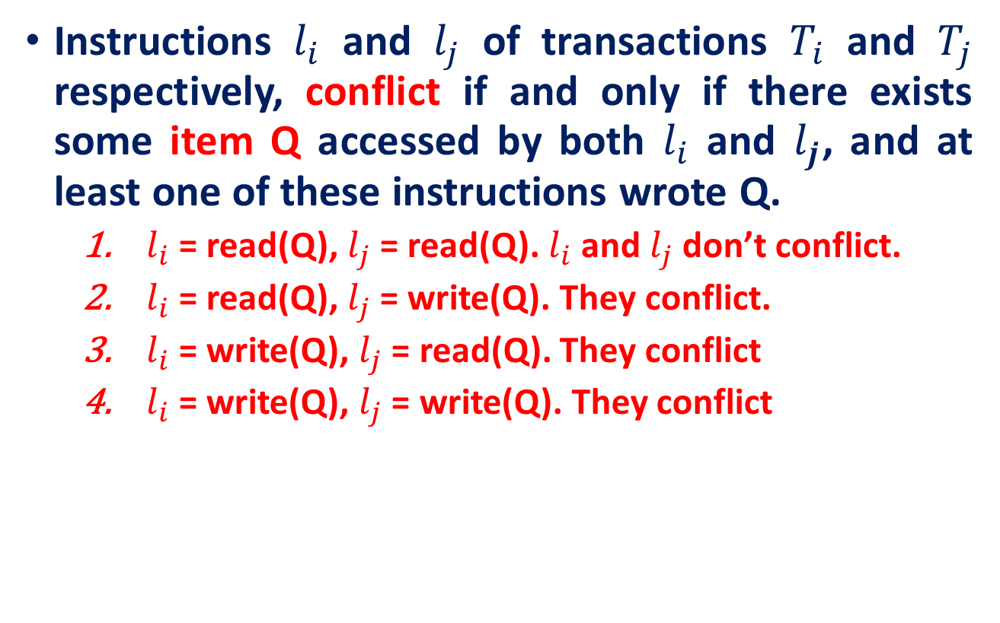 • Instructions l_i and l_j of transactions T_i and T_j
respectively, conflict if and only if there exists
some item Q accessed by both l_i and l_j, and at
least one of these instructions wrote Q.
1. l_i = read(Q), l_j = read(Q). l_i and l_j don’t conflict.
2. l_i = read(Q), l_j = write(Q). They conflict.
3. l_i = write(Q), l_j = read(Q). They conflict
4. l_i = write(Q), l_j = write(Q). They conflict